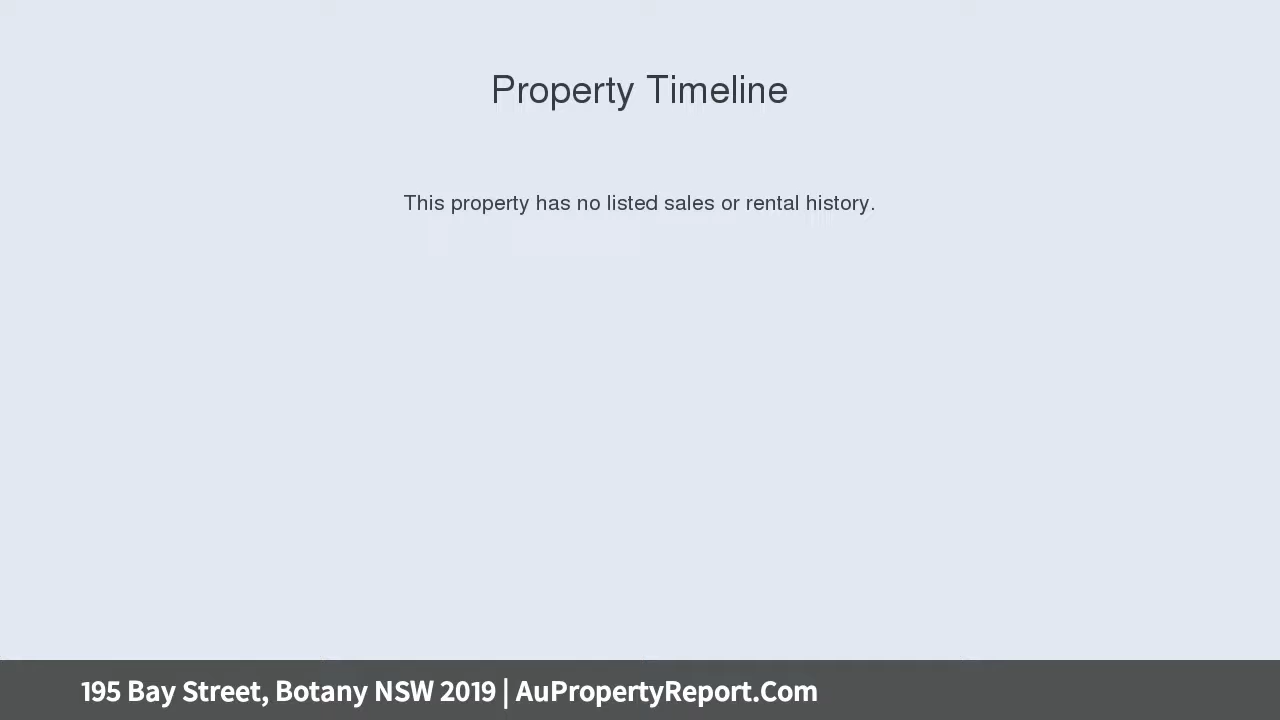 Property Timeline
This property has no listed sales or rental history.
195 Bay Street, Botany NSW 2019 | AuPropertyReport.Com